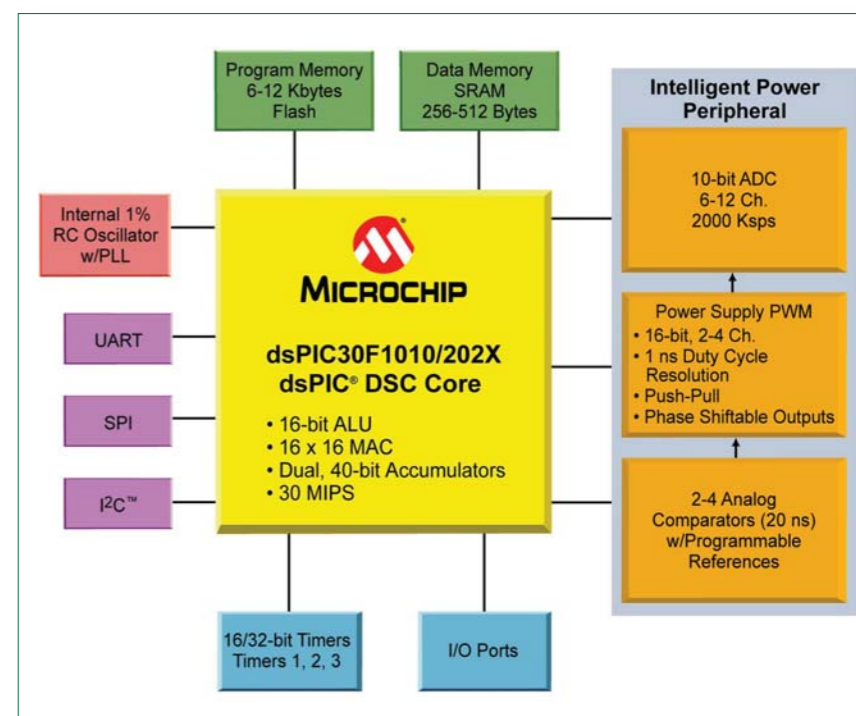 Program Memory
6-12 Kbytes
Flash
Data Memory
SRAM
256-512 Bytes
Intelligent Power
Peripheral
10-bit ADC
6-12 Ch.
2000 Ksps
Internal 1%
RC Oscillator
w/PLL
MICROCHIP
®
Power Supply PWM
• 16-bit, 2-4 Ch.
• 1 ns Duty Cycle
Resolution
• Push-Pull
• Phase Shiftable Outputs
UART
dsPIC30F1010/202X
dsPIC® DSC Core
• 16-bit ALU
• 16 x 16 MAC
• Dual, 40-bit Accumulators
• 30 MIPS
SPI
I²C™
2-4 Analog
Comparators (20 ns)
w/Programmable
References
16/32-bit Timers
Timers 1, 2, 3
I/O Ports